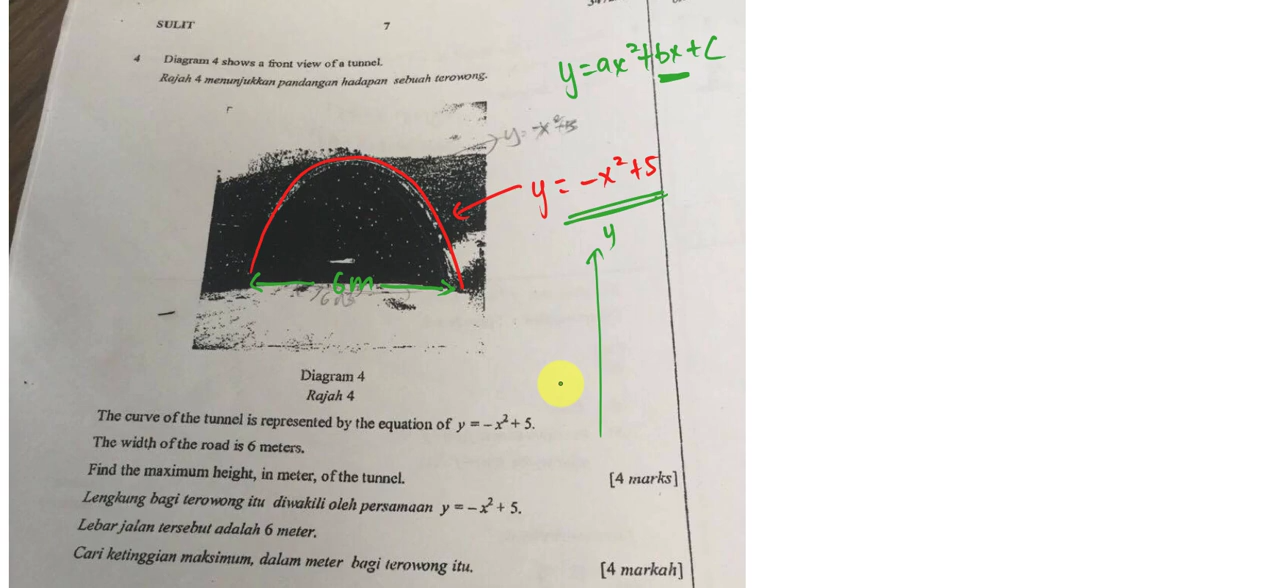 SULIT 7
4 Diagram 4 shows a front view of a tunnel.
Rajah 4 menunjukkan pandangan hadapan sebuah terowong.
y=ax²+bx+c
y=-x²+5
y = -x²+5
y
6m
Diagram 4
Rajah 4
The curve of the tunnel is represented by the equation of y = – x² + 5.
The width of the road is 6 meters.
Find the maximum height, in meter, of the tunnel. [4 marks]
Lengkung bagi terowong itu diwakili oleh persamaan y = – x² + 5.
Lebar jalan tersebut adalah 6 meter.
Cari ketinggian maksimum, dalam meter bagi terowong itu. [4 markah]